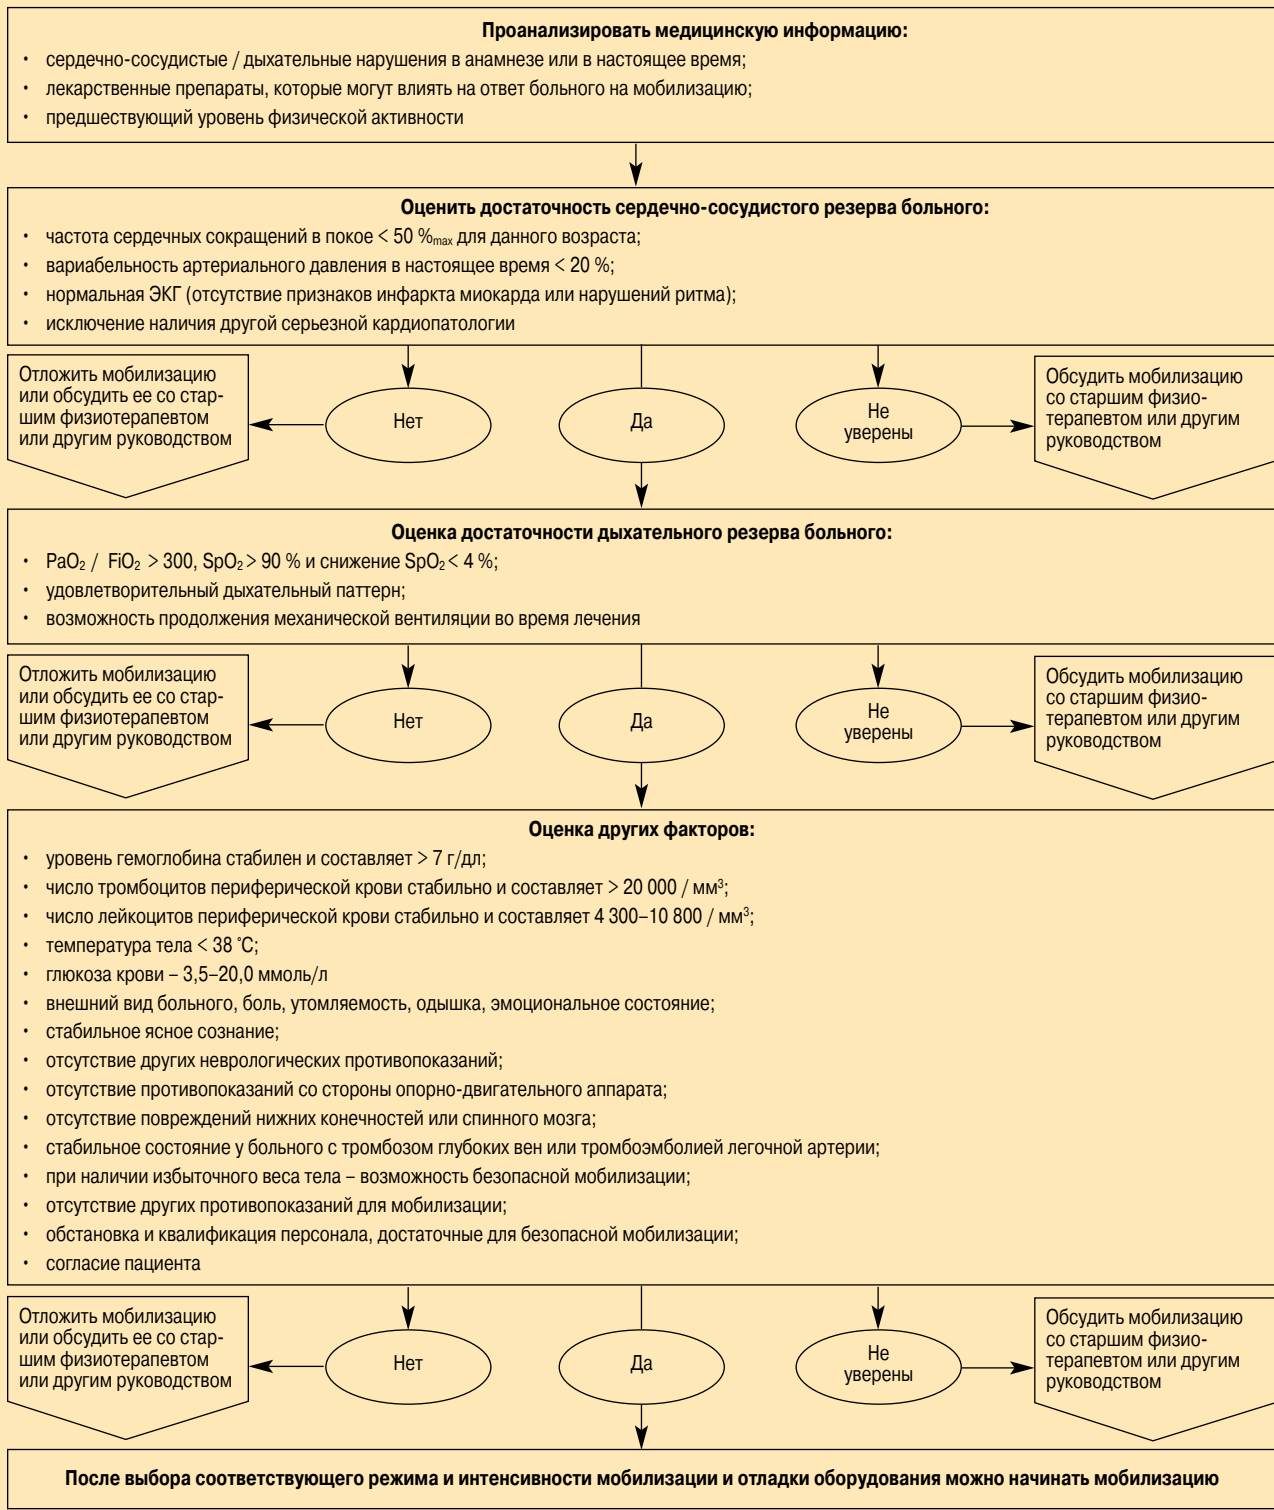 Проанализировать медицинскую информацию:
• сердечно-сосудистые / дыхательные нарушения в анамнезе или в настоящее время;
• лекарственные препараты, которые могут влиять на ответ больного на мобилизацию;
• предшествующий уровень физической активности
Оценить достаточность сердечно-сосудистого резерва больного:
• частота сердечных сокращений в покое < 50 %max для данного возраста;
• вариабельность артериального давления в настоящее время < 20 %;
• нормальная ЭКГ (отсутствие признаков инфаркта миокарда или нарушений ритма);
• исключение наличия другой серьезной кардиопатологии
Отложить мобилизацию
или обсудить ее со стар-
шим физиотерапевтом
или другим руководством
Нет
Да
Не
уверены
Обсудить мобилизацию
со старшим физио-
терапевтом или другим
руководством
Оценка достаточности дыхательного резерва больного:
• PaO₂ / FiO₂ > 300, SpO₂ > 90 % и снижение SpO₂ < 4 %;
• удовлетворительный дыхательный паттерн;
• возможность продолжения механической вентиляции во время лечения
Отложить мобилизацию
или обсудить ее со стар-
шим физиотерапевтом
или другим руководством
Нет
Да
Не
уверены
Обсудить мобилизацию
со старшим физио-
терапевтом или другим
руководством
Оценка других факторов:
• уровень гемоглобина стабилен и составляет > 7 г/дл;
• число тромбоцитов периферической крови стабильно и составляет > 20 000 / мм³;
• число лейкоцитов периферической крови стабильно и составляет 4 300–10 800 / мм³;
• температура тела < 38 ˚С;
• глюкоза крови – 3,5–20,0 ммоль/л
• внешний вид больного, боль, утомляемость, одышка, эмоциональное состояние;
• стабильное ясное сознание;
• отсутствие других неврологических противопоказаний;
• отсутствие противопоказаний со стороны опорно-двигательного аппарата;
• отсутствие повреждений нижних конечностей или спинного мозга;
• стабильное состояние у больного с тромбозом глубоких вен или тромбоэмболией легочной артерии;
• при наличии избыточного веса тела – возможность безопасной мобилизации;
• отсутствие других противопоказаний для мобилизации;
• обстановка и квалификация персонала, достаточные для безопасной мобилизации;
• согласие пациента
Отложить мобилизацию
или обсудить ее со стар-
шим физиотерапевтом
или другим руководством
Нет
Да
Не
уверены
Обсудить мобилизацию
со старшим физио-
терапевтом или другим
руководством
После выбора соответствующего режима и интенсивности мобилизации и отладки оборудования можно начинать мобилизацию